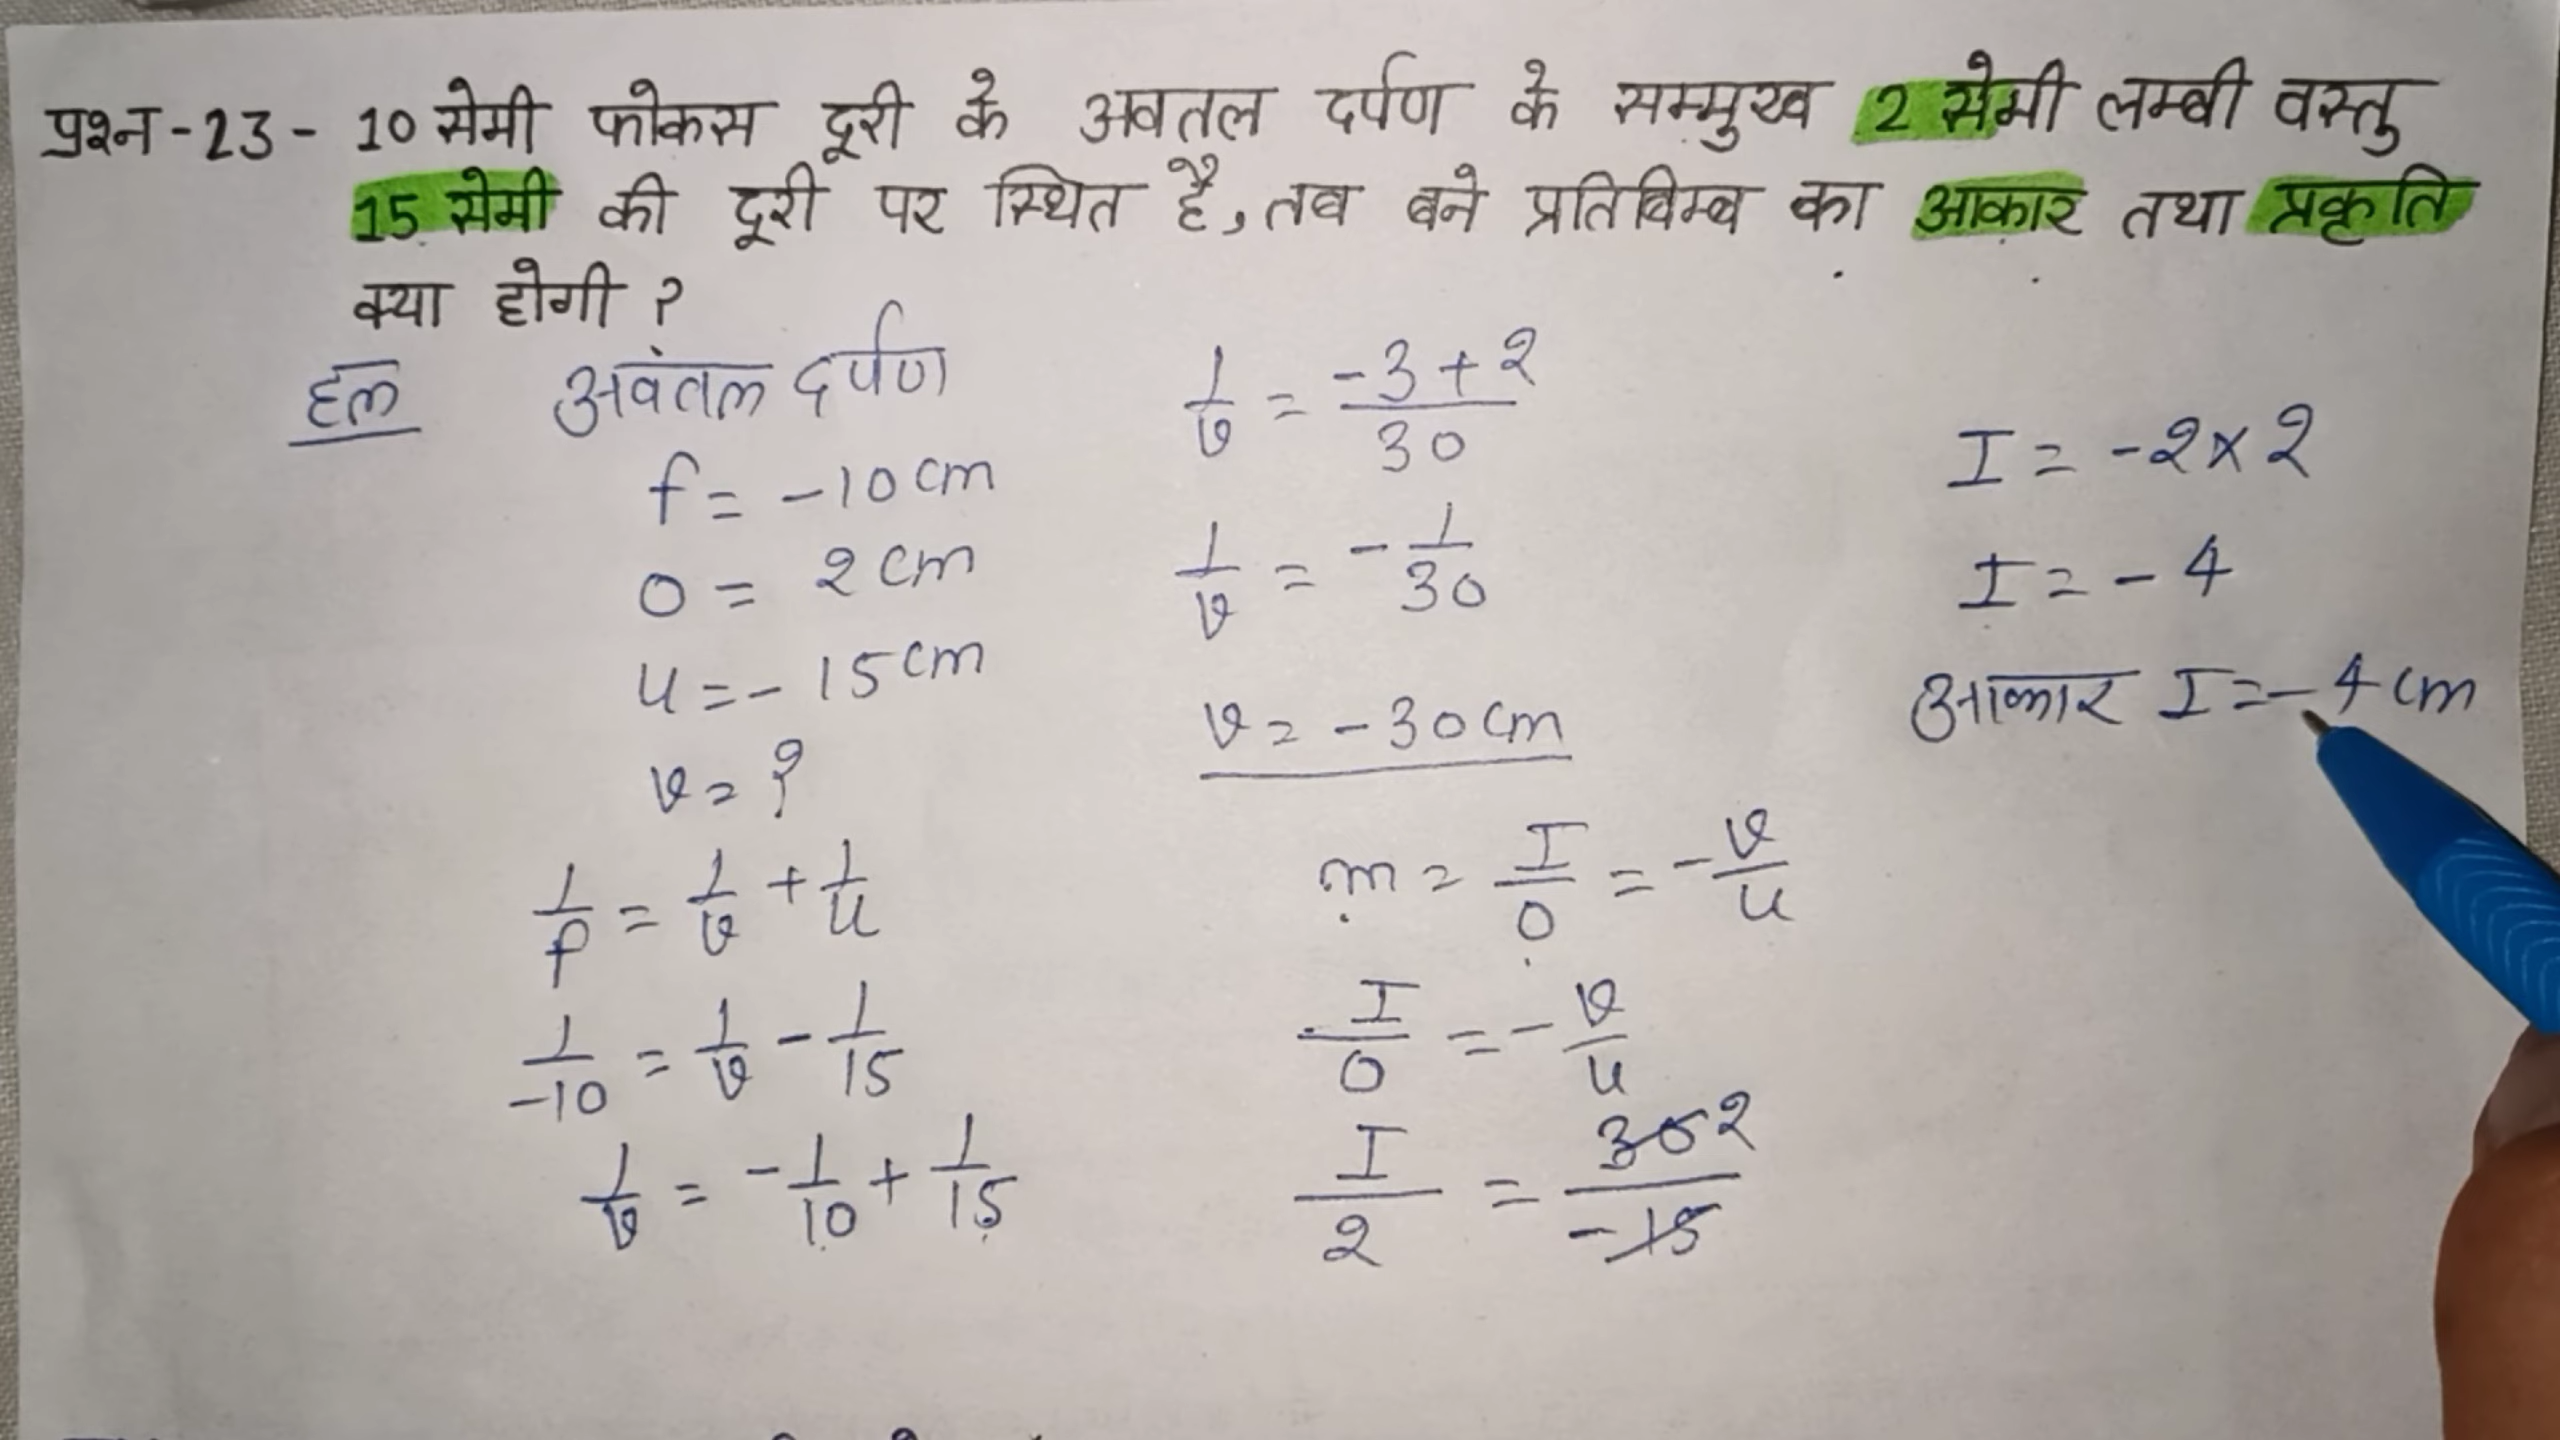 प्रश्न-23- 10 सेमी फोकस दूरी के अवतल दर्पण के सम्मुख 2 सेमी लम्बी वस्तु
15 सेमी की दूरी पर स्थित है, तब बने प्रतिबिम्ब का आकार तथा प्रकृति
क्या होगी ?
हल अवतल दर्पण
f = -10 cm
O = 2 cm
u = - 15 cm
v = ?
1/f = 1/v + 1/u
1/-10 = 1/v - 1/15
1/v = -1/10 + 1/15
1/v = -3+2/30
1/v = -1/30
v = -30 cm
m = I/O = -v/u
I/O = -v/u
I/2 = 30 2/-15
I = -2×2
I = -4
आकार I = -4 cm